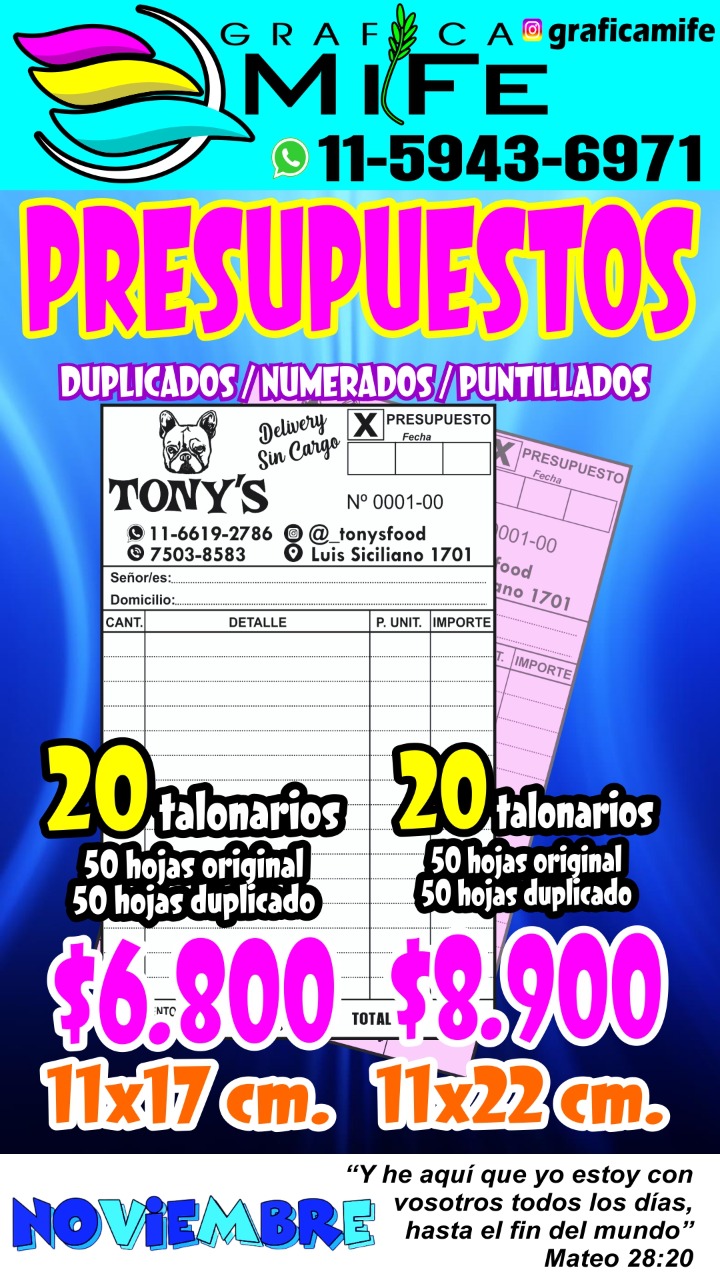 GRAFICA
graficamife
MIFE
11-5943-6971
PRESUPUESTOS
DUPLICADOS / NUMERADOS / PUNTILLADOS
Delivery
Sin Cargo
X PRESUPUESTO
Fecha
TONY'S
Nº 0001-00
11-6619-2786 @_tonysfood
7503-8583 Luis Siciliano 1701
Señor/es:
Domicilio:
CANT. DETALLE P. UNIT. IMPORTE
X PRESUPUESTO
Fecha
001-00
food
ano 1701
T. IMPORTE
20 talonarios
50 hojas original
50 hojas duplicado
$6.800
11x17 cm.
20 talonarios
50 hojas original
50 hojas duplicado
$8.900
11x22 cm.
NTO
TOTAL
NOVIEMBRE
“Y he aquí que yo estoy con
vosotros todos los días,
hasta el fin del mundo”
Mateo 28:20